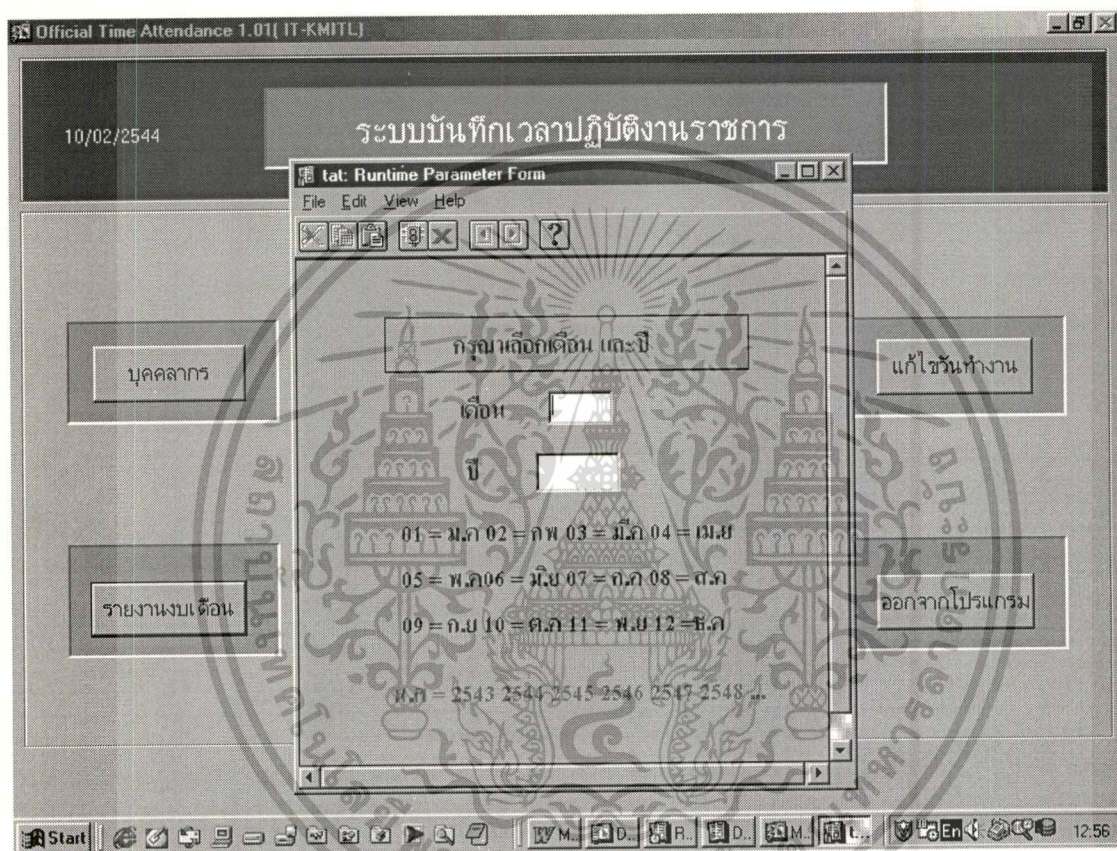 Official Time Attendance 1.01( IT-KMITL)
10/02/2544
ระบบบันทึกเวลาปฏิบัติงานราชการ
tat: Runtime Parameter Form
File Edit View Help
กรุณาเลือกเดือน และปี
เดือน
ปี
01 = ม.ค 02 = กพ 03 = มี.ค 04 = เม.ย
05 = พ.ค06 = มิ.ย 07 = ก.ค 08 = ส.ค
09 = ก.ย 10 = ต.ค 11 = พ.ย 12 =ธ.ค
พ.ศ = 2543 2544 2545 2546 2547 2548 ...
บุคคลากร
แก้ไขวันทำงาน
รายงานงบเดือน
ออกจากโปรแกรม
Start
M..
D..
R..
D..
M..
t...
En
12:56